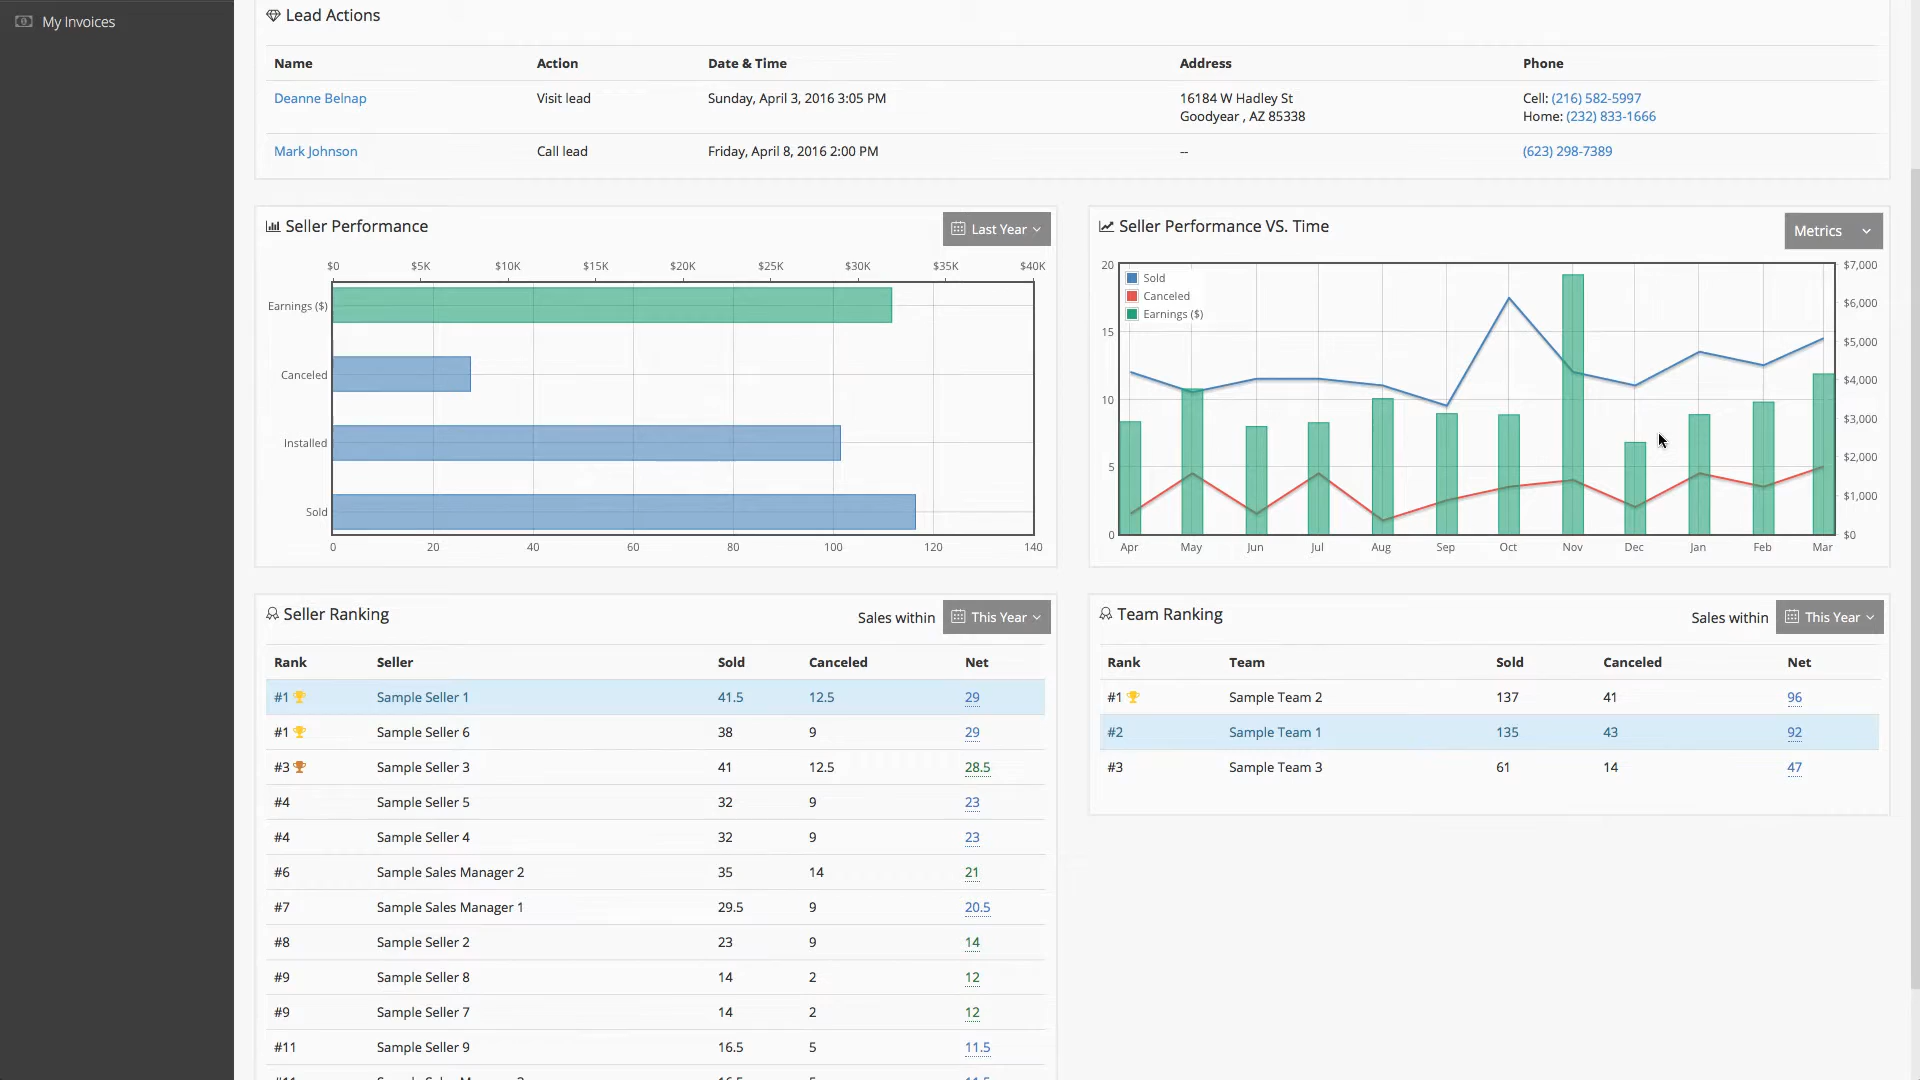 My Invoices
Lead Actions
Name Action Date & Time Address Phone
Deanne Belnap Visit lead Sunday, April 3, 2016 3:05 PM 16184 W Hadley St Cell: (216) 582-5997
Goodyear , AZ 85338 Home: (232) 833-1666
Mark Johnson Call lead Friday, April 8, 2016 2:00 PM -- (623) 298-7389
Seller Performance Last Year
$0 $5K $10K $15K $20K $25K $30K $35K $40K
Earnings ($)
Canceled
Installed
Sold
0 20 40 60 80 100 120 140
Seller Performance VS. Time Metrics
20 $7,000
Sold
Canceled
$6,000
Earnings ($)
15
$5,000
$4,000
10
$3,000
5 $2,000
$1,000
0 $0
Apr May Jun Jul Aug Sep Oct Nov Dec Jan Feb Mar
Seller Ranking Sales within This Year
Rank Seller Sold Canceled Net
#1 Sample Seller 1 41.5 12.5 29
#1 Sample Seller 6 38 9 29
#3 Sample Seller 3 41 12.5 28.5
#4 Sample Seller 5 32 9 23
#4 Sample Seller 4 32 9 23
#6 Sample Sales Manager 2 35 14 21
#7 Sample Sales Manager 1 29.5 9 20.5
#8 Sample Seller 2 23 9 14
#9 Sample Seller 8 14 2 12
#9 Sample Seller 7 14 2 12
#11 Sample Seller 9 16.5 5 11.5
Team Ranking Sales within This Year
Rank Team Sold Canceled Net
#1 Sample Team 2 137 41 96
#2 Sample Team 1 135 43 92
#3 Sample Team 3 61 14 47